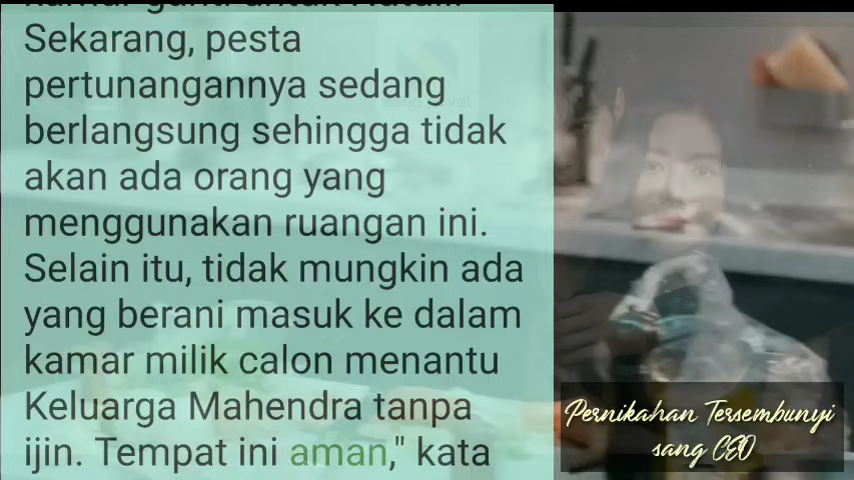 Sekarang, pesta
pertunangannya sedang
berlangsung sehingga tidak
akan ada orang yang
menggunakan ruangan ini.
Selain itu, tidak mungkin ada
yang berani masuk ke dalam
kamar milik calon menantu
Keluarga Mahendra tanpa
ijin. Tempat ini aman," kata
Pernikahan Tersembunyi
sang CEO